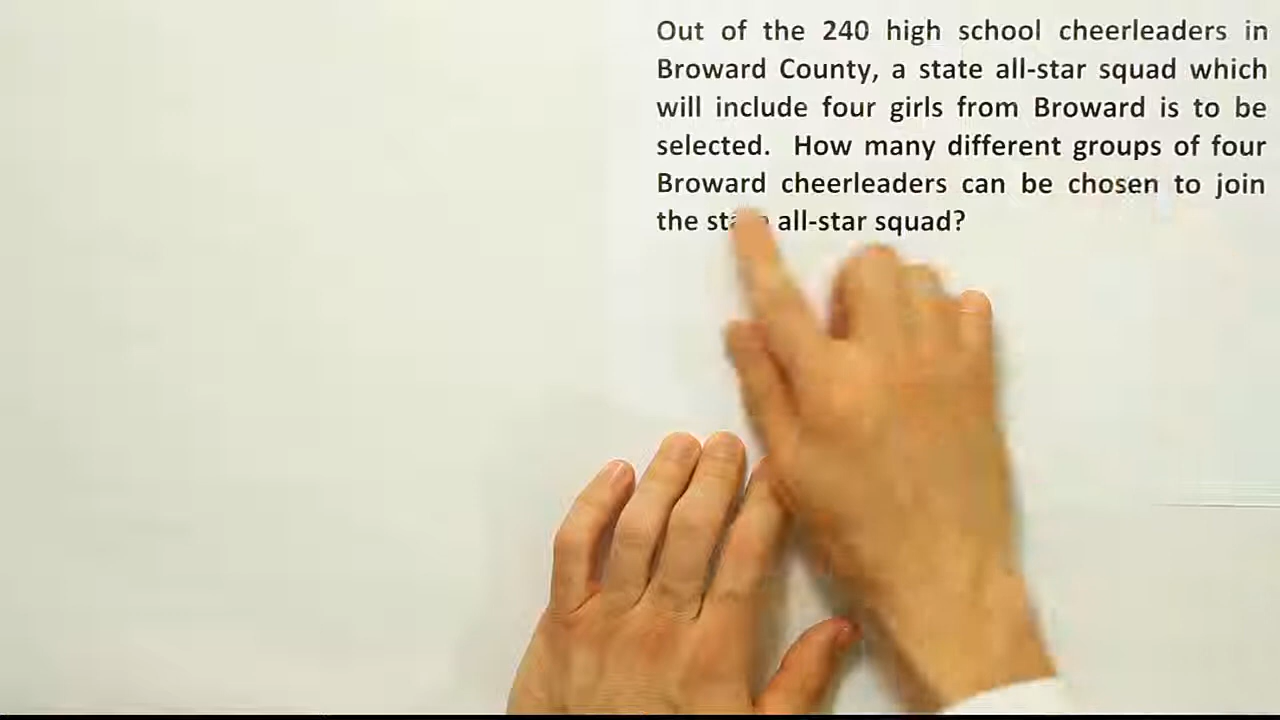 Out of the 240 high school cheerleaders in
Broward County, a state all-star squad which
will include four girls from Broward is to be
selected. How many different groups of four
Broward cheerleaders can be chosen to join
the all-star squad?